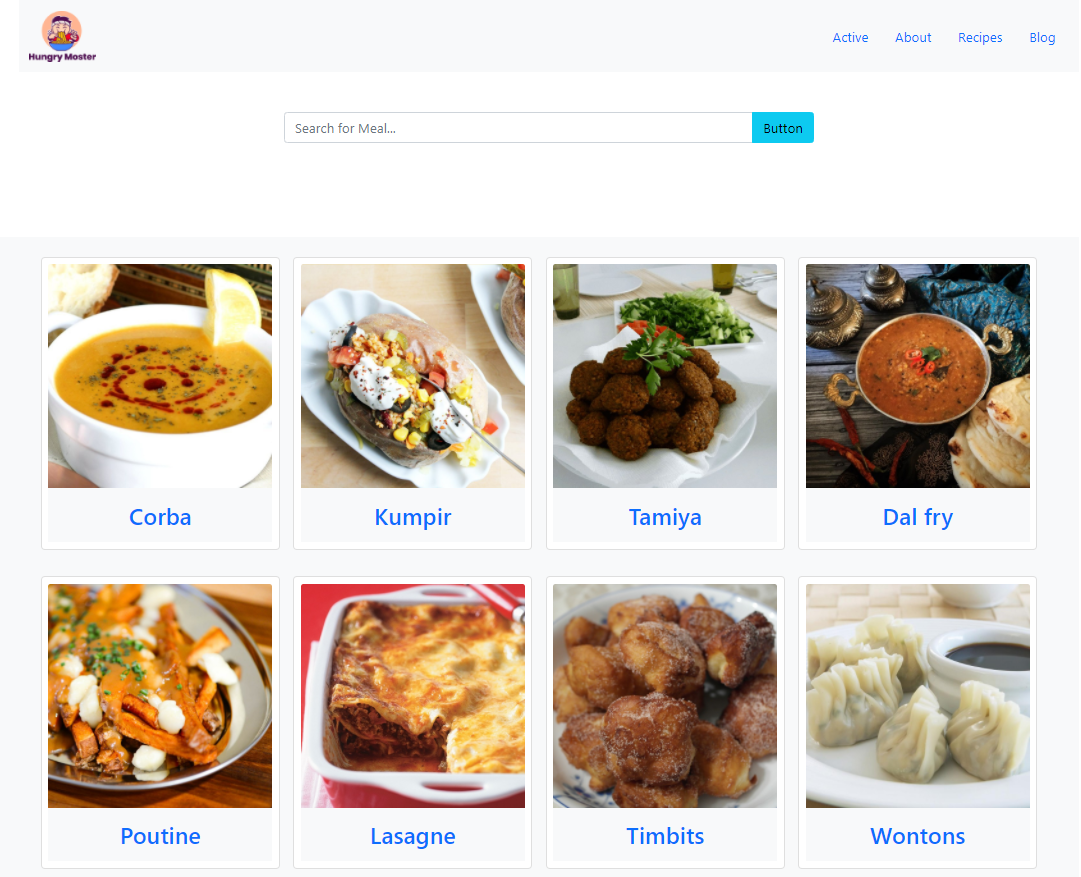 Hungry Moster
Active About Recipes Blog
Search for Meal... Button
Corba Kumpir Tamiya Dal fry
Poutine Lasagne Timbits Wontons